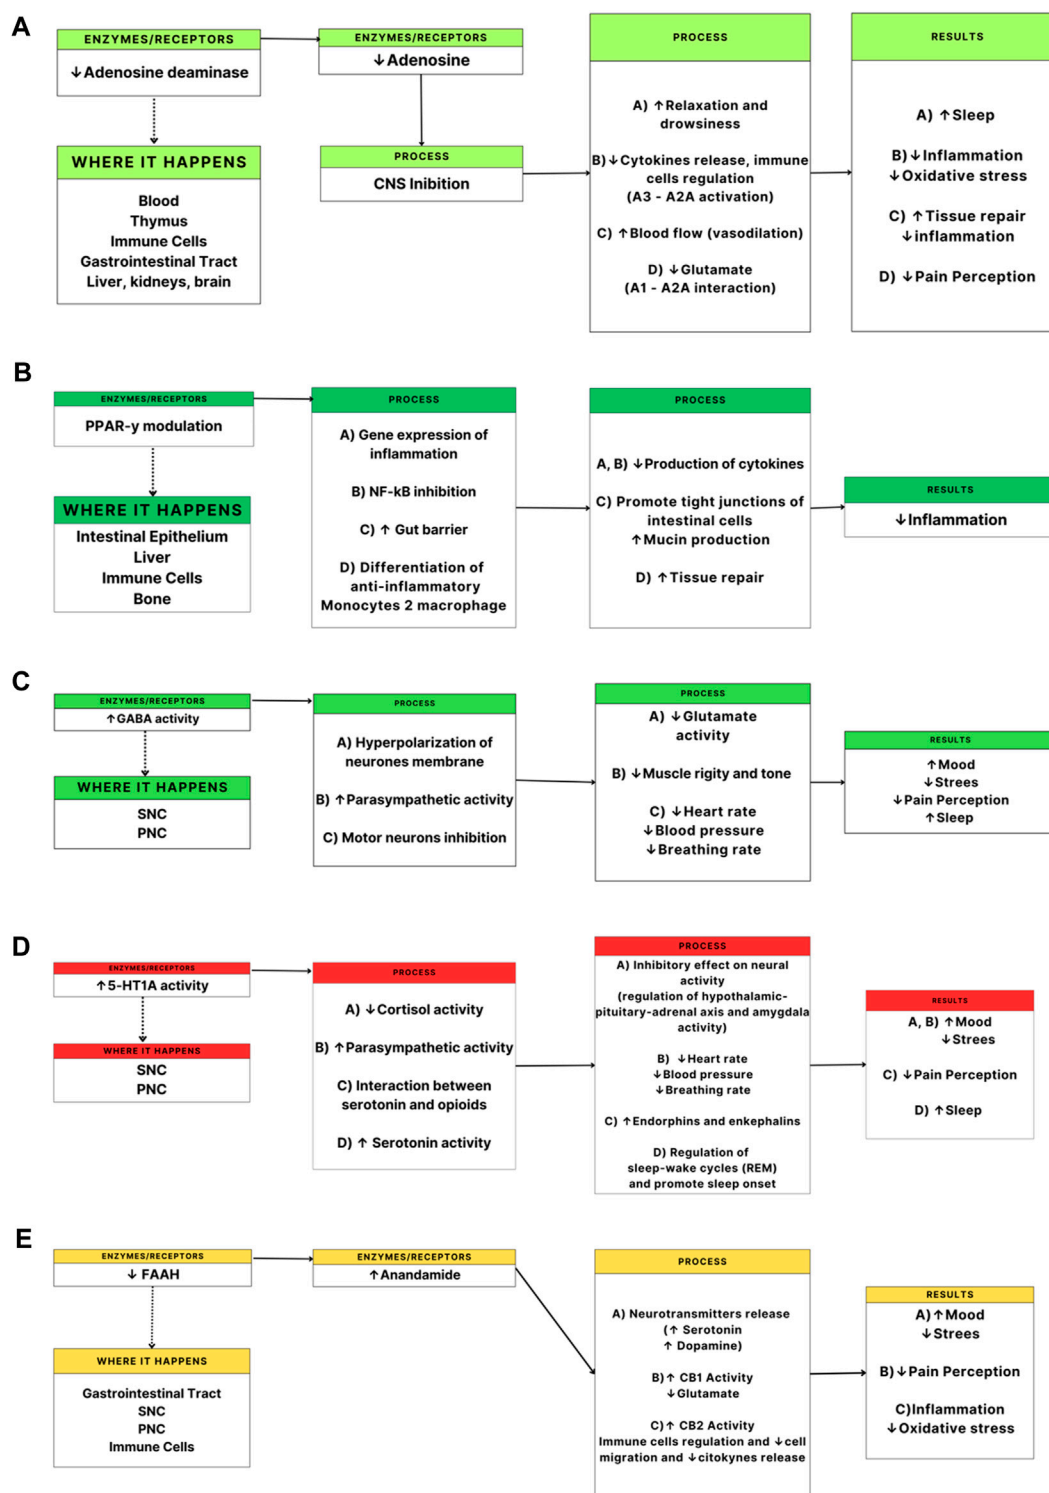 A
ENZYMES/RECEPTORS
↓Adenosine deaminase
WHERE IT HAPPENS
Blood
Thymus
Immune Cells
Gastrointestinal Tract
Liver, kidneys, brain
ENZYMES/RECEPTORS
↓Adenosine
PROCESS
CNS Inibition
PROCESS
A) ↑Relaxation and
drowsiness
B)↓Cytokines release, immune
cells regulation
(A3 - A2A activation)
C) ↑Blood flow (vasodilation)
D) ↓Glutamate
(A1 - A2A interaction)
RESULTS
A) ↑Sleep
B)↓Inflammation
↓Oxidative stress
C) ↑Tissue repair
↓inflammation
D) ↓Pain Perception
B
ENZYMES/RECEPTORS
PPAR-y modulation
WHERE IT HAPPENS
Intestinal Epithelium
Liver
Immune Cells
Bone
PROCESS
A) Gene expression of
inflammation
B) NF-kB inhibition
C) ↑ Gut barrier
D) Differentiation of
anti-inflammatory
Monocytes 2 macrophage
PROCESS
A, B) ↓Production of cytokines
C) Promote tight junctions of
intestinal cells
↑Mucin production
D) ↑Tissue repair
RESULTS
↓Inflammation
C
ENZYMES/RECEPTORS
↑GABA activity
WHERE IT HAPPENS
SNC
PNC
PROCESS
A) Hyperpolarization of
neurones membrane
B) ↑Parasympathetic activity
C) Motor neurons inhibition
PROCESS
A) ↓Glutamate
activity
B) ↓Muscle rigity and tone
C) ↓Heart rate
↓Blood pressure
↓Breathing rate
RESULTS
↑Mood
↓Strees
↓Pain Perception
↑Sleep
D
ENZYMES/RECEPTORS
↑5-HT1A activity
WHERE IT HAPPENS
SNC
PNC
PROCESS
A) ↓Cortisol activity
B) ↑Parasympathetic activity
C) Interaction between
serotonin and opioids
D) ↑ Serotonin activity
PROCESS
A) Inhibitory effect on neural
activity
(regulation of hypothalamic-
pituitary-adrenal axis and amygdala
activity)
B) ↓Heart rate
↓Blood pressure
↓Breathing rate
C) ↑Endorphins and enkephalins
D) Regulation of
sleep-wake cycles (REM)
and promote sleep onset
RESULTS
A, B) ↑Mood
↓Strees
C) ↓Pain Perception
D) ↑Sleep
E
ENZYMES/RECEPTORS
↓ FAAH
WHERE IT HAPPENS
Gastrointestinal Tract
SNC
PNC
Immune Cells
ENZYMES/RECEPTORS
↑Anandamide
PROCESS
A) Neurotransmitters release
(↑ Serotonin
↑ Dopamine)
B)↑ CB1 Activity
↓Glutamate
C)↑ CB2 Activity
Immune cells regulation and ↓cell
migration and ↓citokynes release
RESULTS
A)↑Mood
↓Strees
B)↓Pain Perception
C)Inflammation
↓Oxidative stress